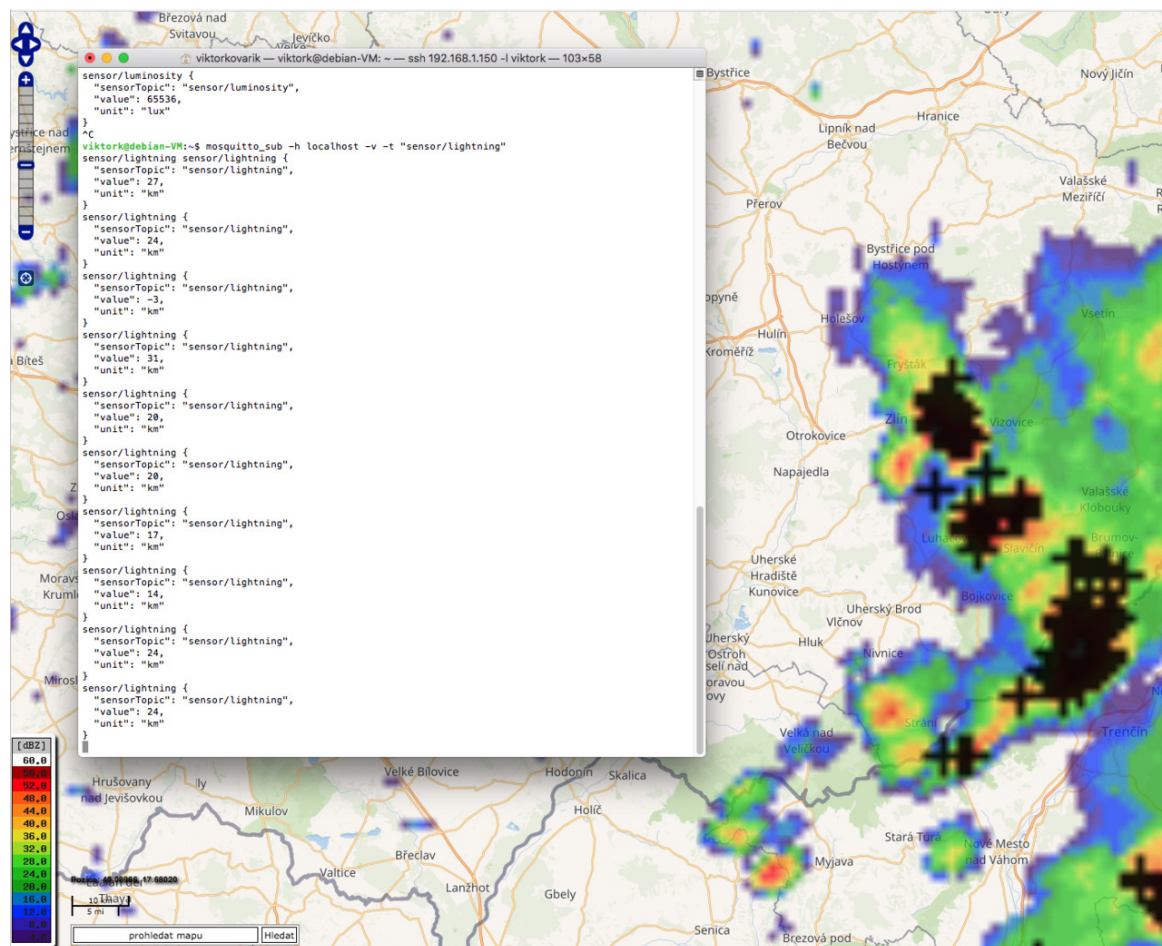 Březová nad
Svitavou
Jevíčko
viktorkovarik — viktork@debian-VM: ~ — ssh 192.168.1.150 -l viktork — 103×58
sensor/luminosity {
"sensorTopic": "sensor/luminosity",
"value": 65536,
"unit": "lux"
}
^C
viktork@debian-VM:~$ mosquitto_sub -h localhost -v -t "sensor/lightning"
sensor/lightning sensor/lightning {
"sensorTopic": "sensor/lightning",
"value": 27,
"unit": "km"
}
sensor/lightning {
"sensorTopic": "sensor/lightning",
"value": 24,
"unit": "km"
}
sensor/lightning {
"sensorTopic": "sensor/lightning",
"value": -3,
"unit": "km"
}
sensor/lightning {
"sensorTopic": "sensor/lightning",
"value": 31,
"unit": "km"
}
sensor/lightning {
"sensorTopic": "sensor/lightning",
"value": 20,
"unit": "km"
}
sensor/lightning {
"sensorTopic": "sensor/lightning",
"value": 20,
"unit": "km"
}
sensor/lightning {
"sensorTopic": "sensor/lightning",
"value": 17,
"unit": "km"
}
sensor/lightning {
"sensorTopic": "sensor/lightning",
"value": 14,
"unit": "km"
}
sensor/lightning {
"sensorTopic": "sensor/lightning",
"value": 24,
"unit": "km"
}
sensor/lightning {
"sensorTopic": "sensor/lightning",
"value": 24,
"unit": "km"
}
Bystřice
Nový Jičín
Hranice
Lipník nad
Bečvou
Valašské
Meziříčí
Přerov
Bystřice pod
Hostýnem
Holešov
Vsetín
Hulín
Kroměříž
Fryšták
Zlín
Vizovice
Otrokovice
Napajedla
Valašské
Klobouky
Slavičín
Uherské
Hradiště
Kunovice
Bojkovice
Uherský Brod
Vlčnov
Hluk
Nivnice
Uherský
Ostroh
Strání
Velká nad
Veličkou
Trenčín
a Bíteš
[dBZ]
60.0
52.0
48.0
44.0
40.0
36.0
32.0
28.0
24.0
20.0
16.0
12.0
Hrušovany
nad Jevišovkou
Mikulov
Velké Bílovice
Hodonín
Skalica
Holíč
Břeclav
Valtice
Lanžhot
Gbely
Stará Turá
Nové Mesto
nad Váhom
Myjava
Senica
Brezová pod
10 km
5 mi
prohledat mapu
Hledat